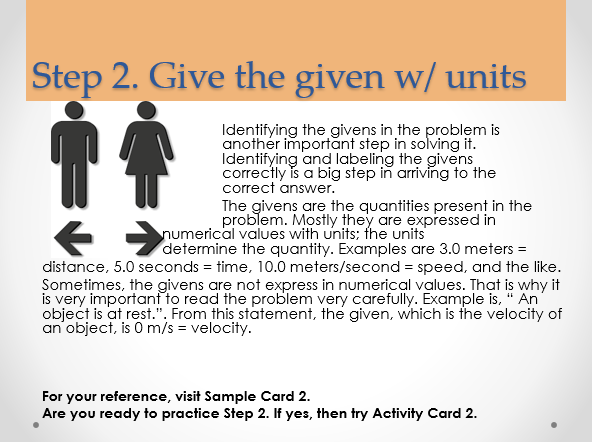 Step 2. Give the given w/ units
Identifying the givens in the problem is
another important step in solving it.
Identifying and labeling the givens
correctly is a big step in arriving to the
correct answer.
The givens are the quantities present in the
problem. Mostly they are expressed in
numerical values with units; the units
determine the quantity. Examples are 3.0 meters =
distance, 5.0 seconds = time, 10.0 meters/second = speed, and the like.
Sometimes, the givens are not express in numerical values. That is why it
is very important to read the problem very carefully. Example is, “ An
object is at rest.”. From this statement, the given, which is the velocity of
an object, is 0 m/s = velocity.
For your reference, visit Sample Card 2.
Are you ready to practice Step 2. If yes, then try Activity Card 2.